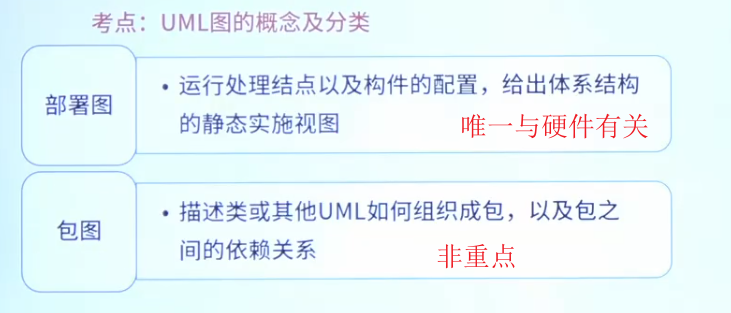 考点：UML图的概念及分类
部署图
• 运行处理结点以及构件的配置，给出体系结构
的静态实施视图
唯一与硬件有关
包图
• 描述类或其他UML如何组织成包，以及包之
间的依赖关系
非重点